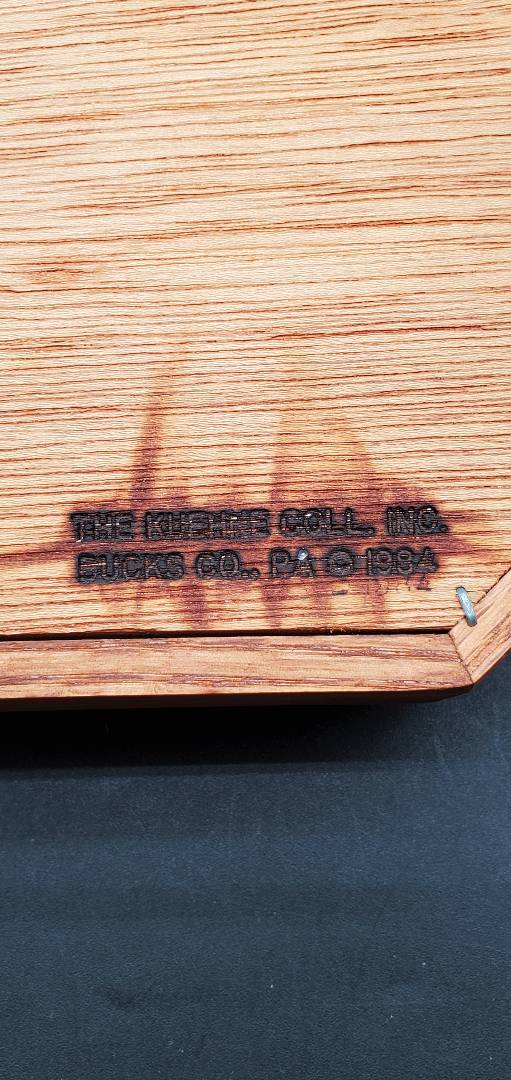 THE KUEHNE COLL. INC.
BUCKS CO., PA © 1984